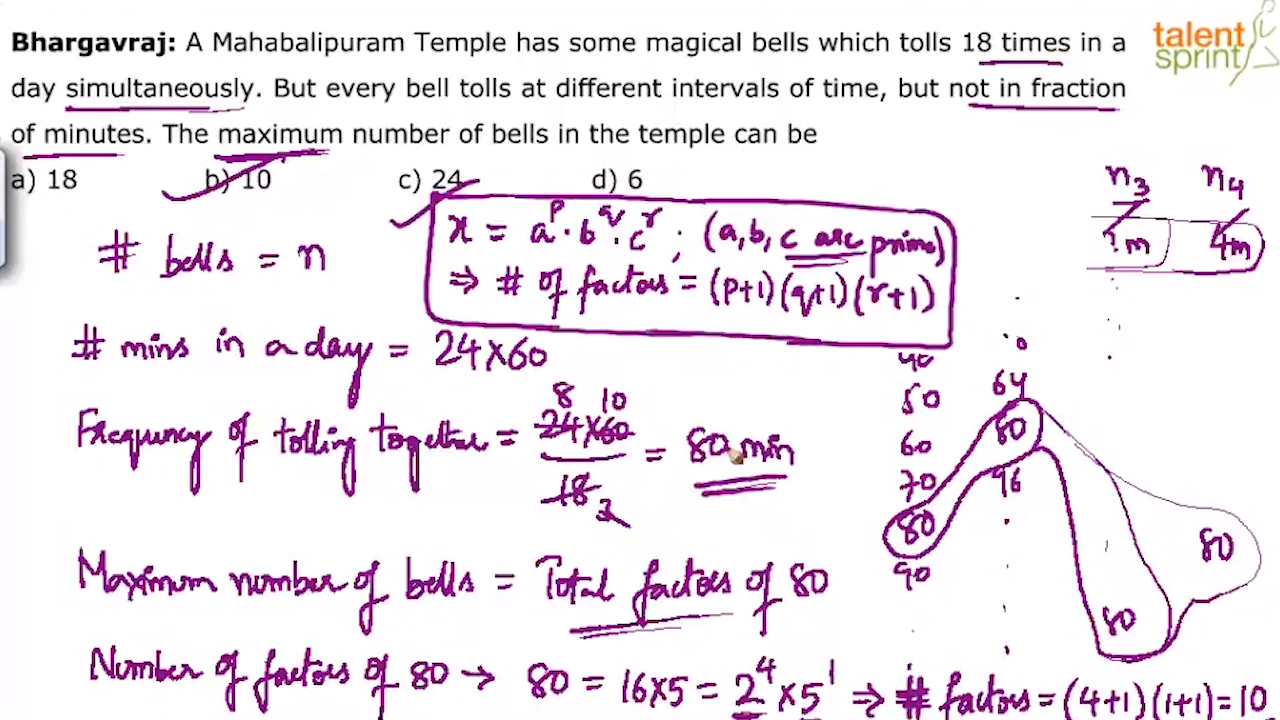 talent
sprint
Bhargavraj: A Mahabalipuram Temple has some magical bells which tolls 18 times in a
day simultaneously. But every bell tolls at different intervals of time, but not in fraction
of minutes. The maximum number of bells in the temple can be
a) 18 b) 10 c) 24 d) 6
n3 n4
4m
x = a^p . b^q . c^r ; (a, b, c are prime)
⇒ # of factors = (p+1)(q+1)(r+1)
# bells = n
# mins in a day = 24×60
40
50
60
70
80
90
64
80
96
80
80
8 10
Frequency of tolling together = 24×60 / 18 = 80 min
Maximum number of bells = Total factors of 80
Number of factors of 80 → 80 = 16×5 = 2^4 × 5^1 ⇒ # factors = (4+1)(1+1) = 10